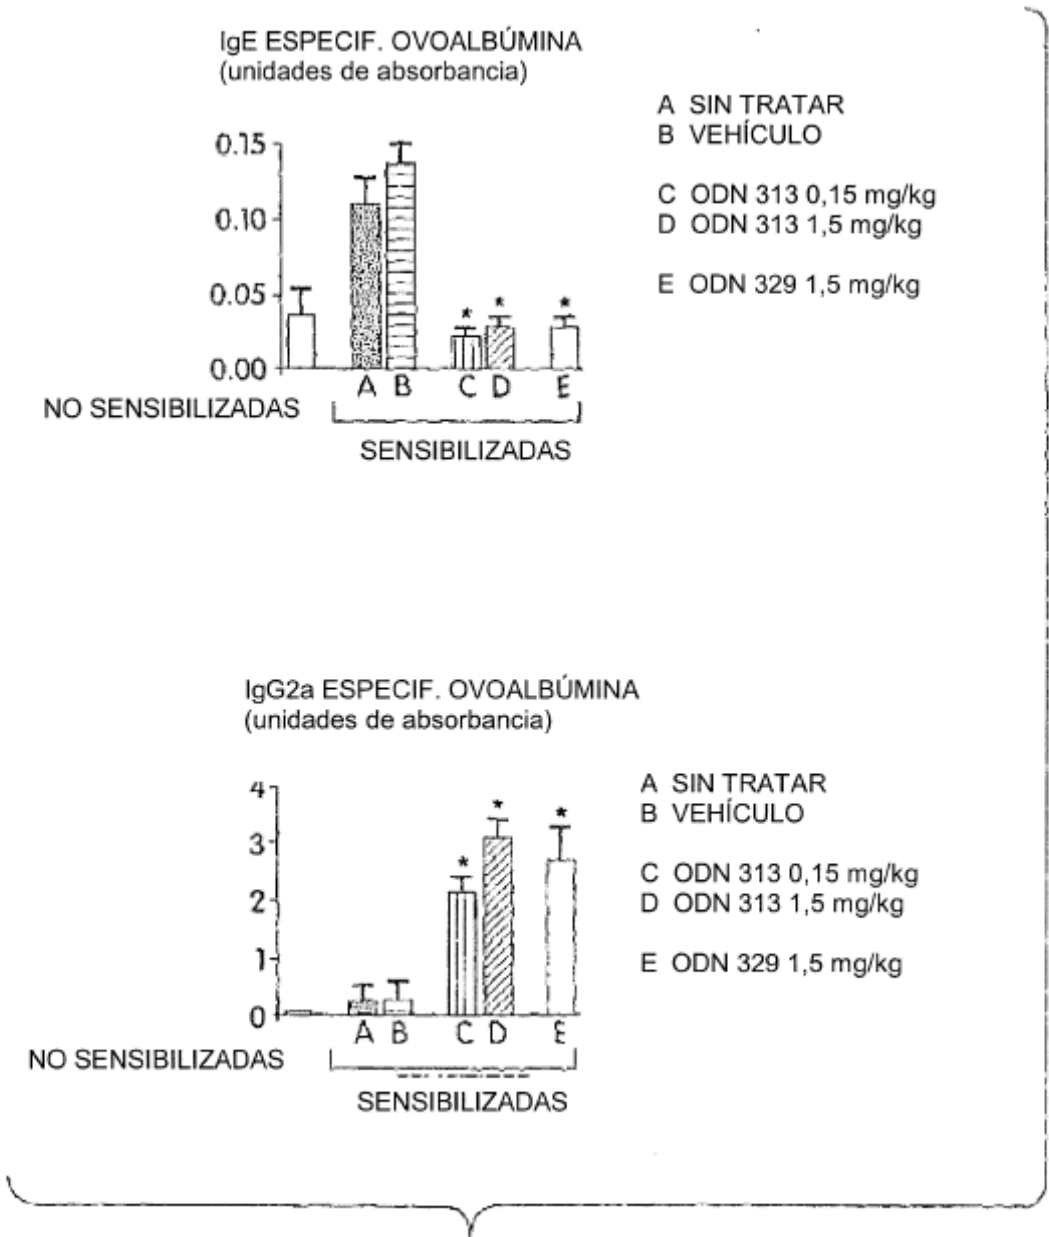 IgE ESPECIF. OVOALBÚMINA
(unidades de absorbancia)
A SIN TRATAR
B VEHÍCULO
C ODN 313 0,15 mg/kg
D ODN 313 1,5 mg/kg
E ODN 329 1,5 mg/kg
0.15
0.10
0.05
0.00
* * *
A B C D E
NO SENSIBILIZADAS
SENSIBILIZADAS
IgG2a ESPECIF. OVOALBÚMINA
(unidades de absorbancia)
A SIN TRATAR
B VEHÍCULO
C ODN 313 0,15 mg/kg
D ODN 313 1,5 mg/kg
E ODN 329 1,5 mg/kg
4
3
2
1
0
* * *
A B C D E
NO SENSIBILIZADAS
SENSIBILIZADAS